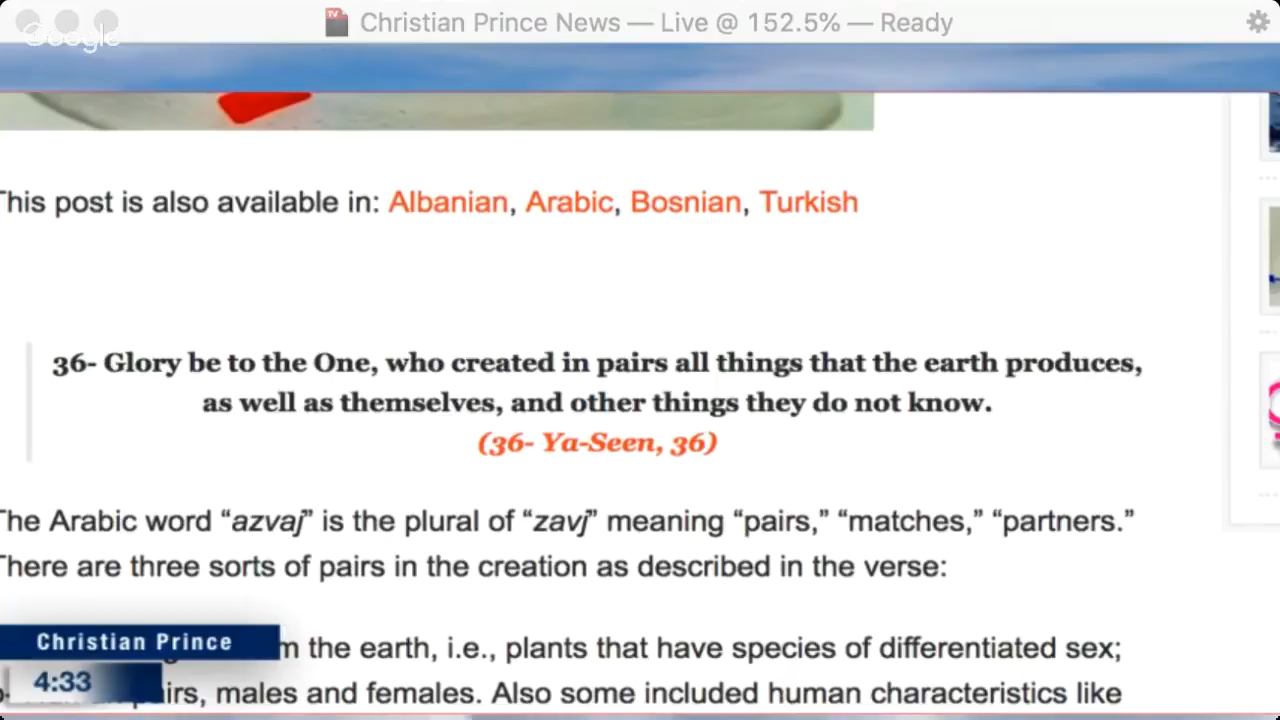 Christian Prince News — Live @ 152.5% — Ready
Google
This post is also available in: Albanian, Arabic, Bosnian, Turkish
36- Glory be to the One, who created in pairs all things that the earth produces,
as well as themselves, and other things they do not know.
(36- Ya-Seen, 36)
The Arabic word “azvaj” is the plural of “zavj” meaning “pairs,” “matches,” “partners.”
There are three sorts of pairs in the creation as described in the verse:
Christian Prince
the earth, i.e., plants that have species of differentiated sex;
4:33
males and females. Also some included human characteristics like